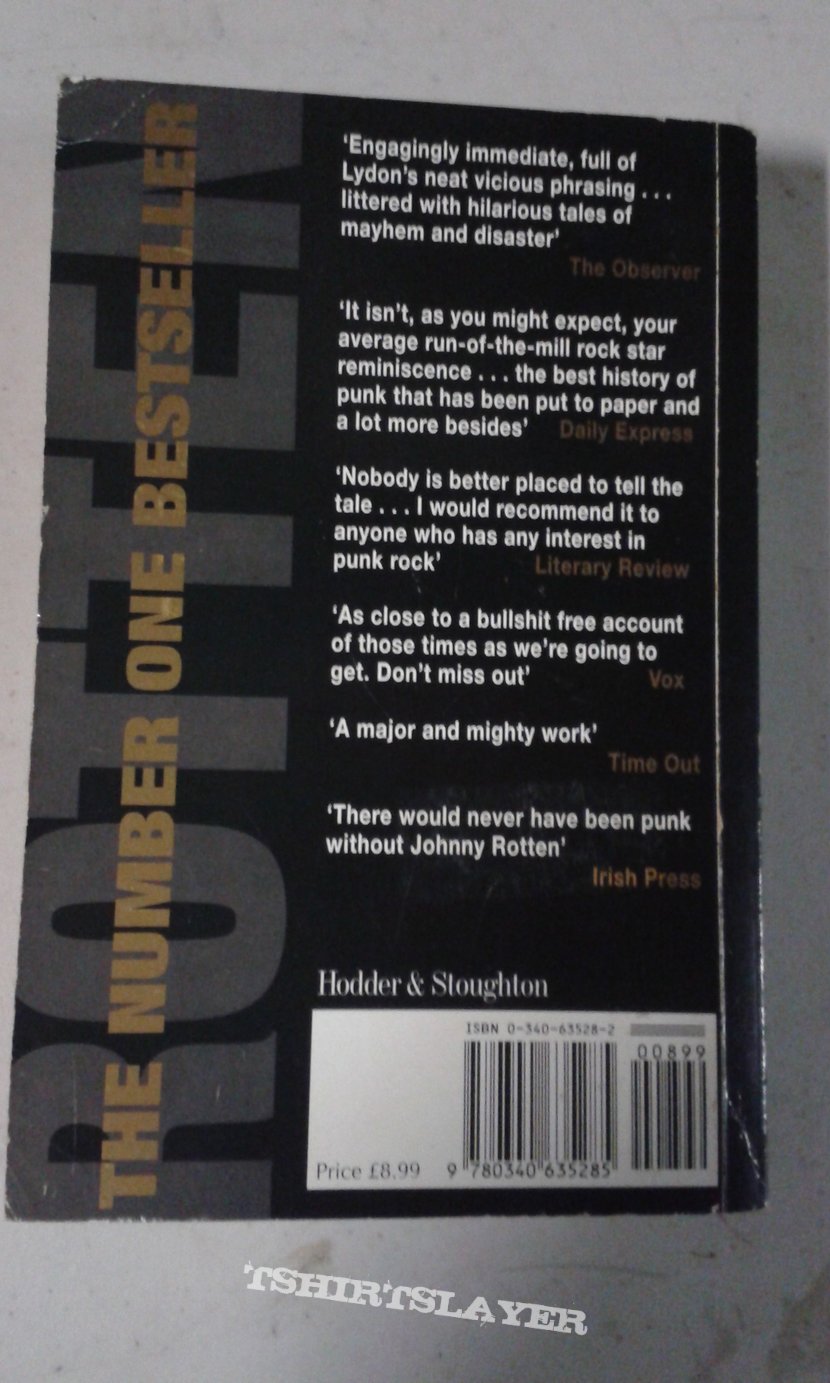 ROTTEN
THE NUMBER ONE BESTSELLER
‘Engagingly immediate, full of
Lydon’s neat vicious phrasing . . .
littered with hilarious tales of
mayhem and disaster’
The Observer
‘It isn’t, as you might expect, your
average run-of-the-mill rock star
reminiscence . . . the best history of
punk that has been put to paper and
a lot more besides’ Daily Express
‘Nobody is better placed to tell the
tale . . . I would recommend it to
anyone who has any interest in
punk rock’ Literary Review
‘As close to a bullshit free account
of those times as we’re going to
get. Don’t miss out’ Vox
‘A major and mighty work’
Time Out
‘There would never have been punk
without Johnny Rotten’
Irish Press
Hodder & Stoughton
ISBN 0-340-63528-2
00899
Price £8.99
9 780340 635285
TSHIRTSLAYER